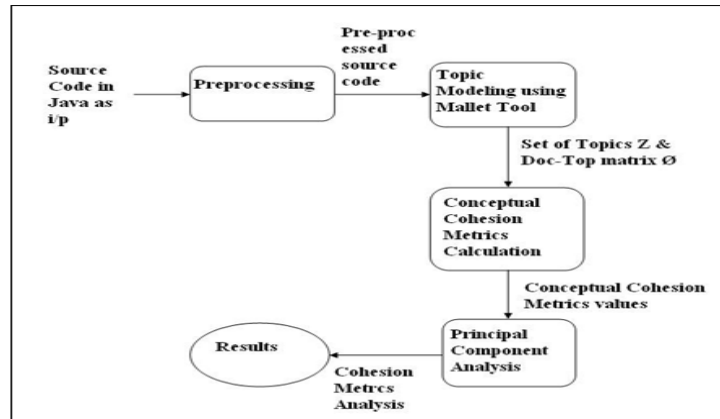 Source
Code in
Java as
i/p
Preprocessing
Pre-proc
essed
source
code
Topic
Modeling using
Mallet Tool
Set of Topics Z &
Doc-Top matrix Ø
Conceptual
Cohesion
Metrics
Calculation
Conceptual Cohesion
Metrics values
Principal
Component
Analysis
Cohesion
Metrcs
Analysis
Results